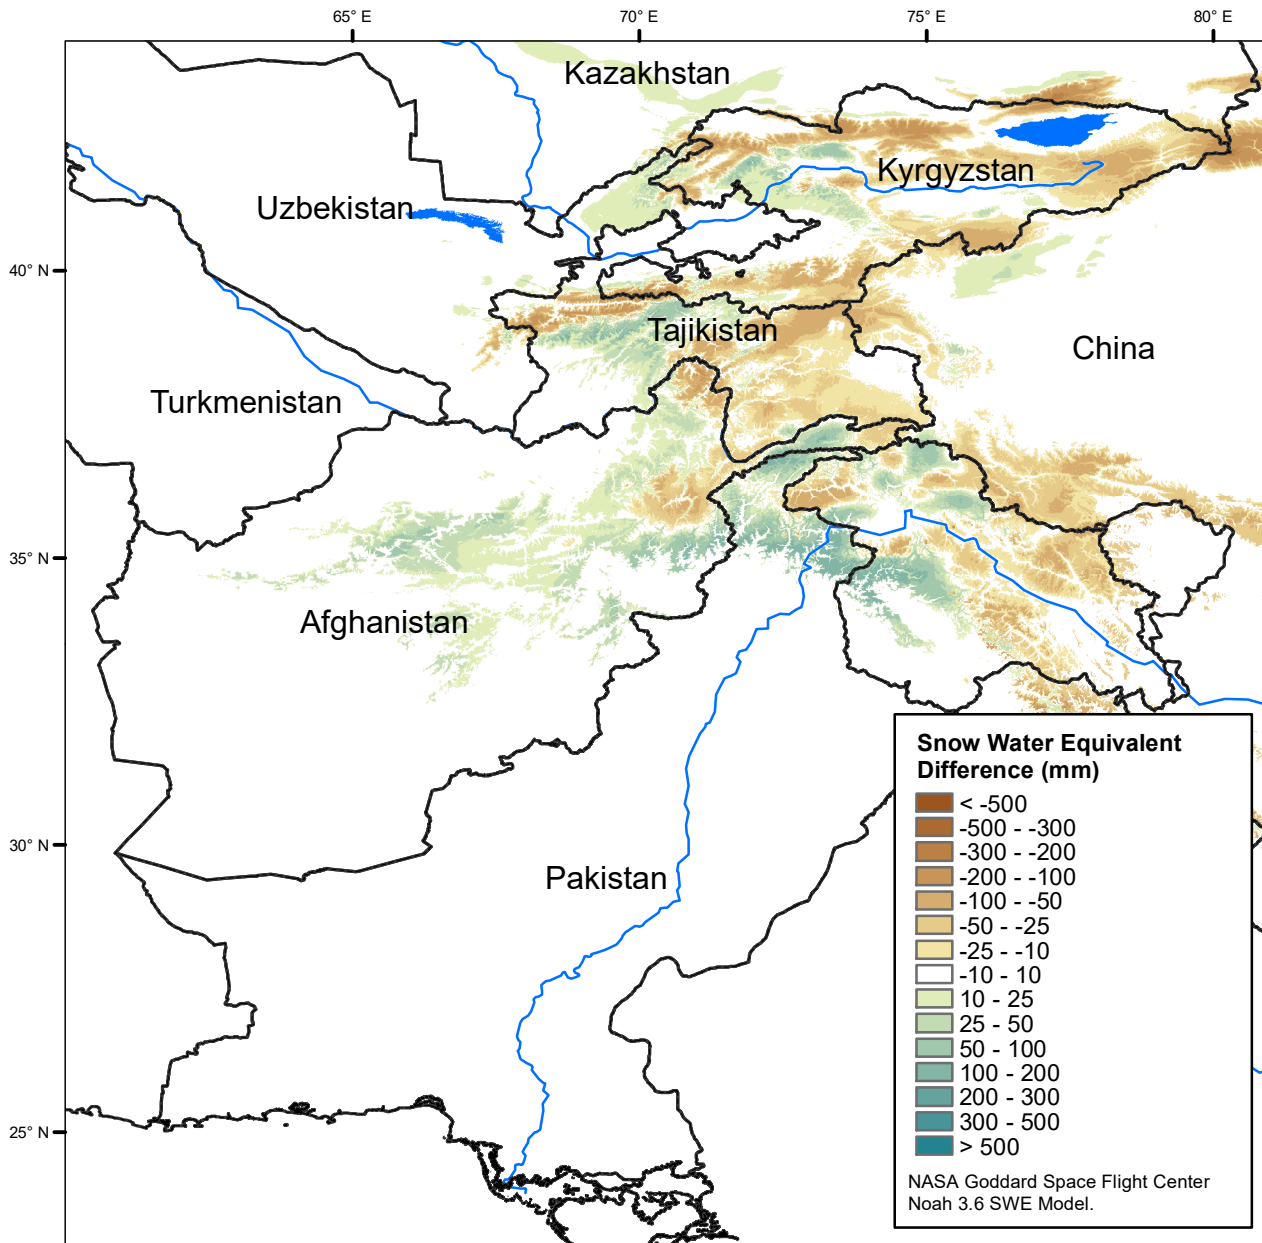 65° E
70° E
75° E
80° E
Kazakhstan
Kyrgyzstan
Uzbekistan
40° N
Tajikistan
China
Turkmenistan
35° N
Afghanistan
30° N
Pakistan
25° N
Snow Water Equivalent
Difference (mm)
< -500
-500 - -300
-300 - -200
-200 - -100
-100 - -50
-50 - -25
-25 - -10
-10 - 10
10 - 25
25 - 50
50 - 100
100 - 200
200 - 300
300 - 500
> 500
NASA Goddard Space Flight Center
Noah 3.6 SWE Model.